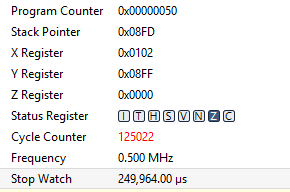 Program Counter 0x00000050
Stack Pointer 0x08FD
X Register 0x0102
Y Register 0x08FF
Z Register 0x0000
Status Register I T H S V N Z C
Cycle Counter 125022
Frequency 0.500 MHz
Stop Watch 249,964.00 µs